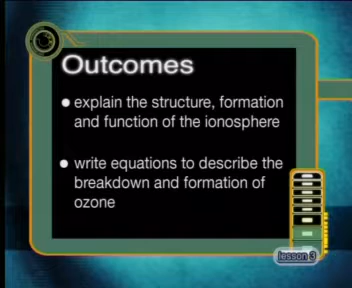 Outcomes
• explain the structure, formation
and function of the ionosphere
• write equations to describe the
breakdown and formation of
ozone
lesson 3